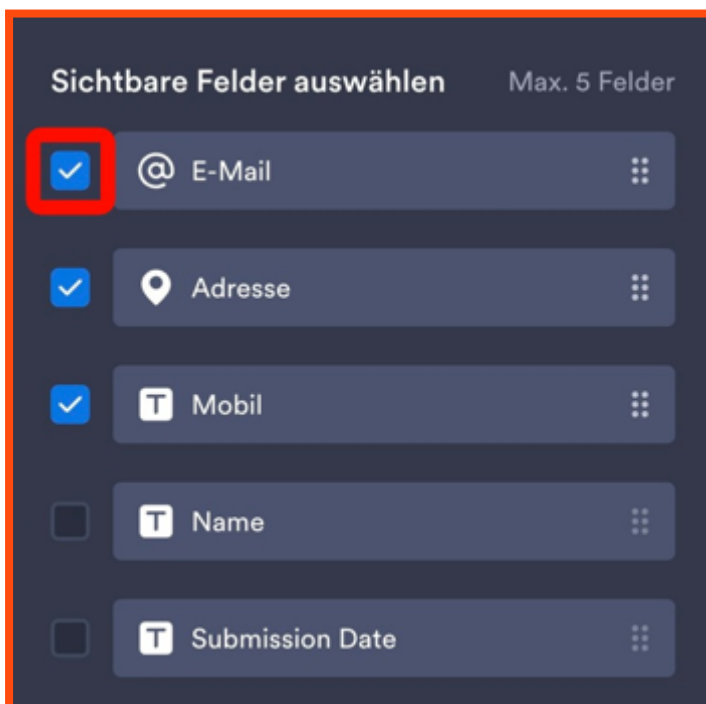 Sichtbare Felder auswählen Max. 5 Felder
E-Mail
Adresse
T Mobil
T Name
T Submission Date